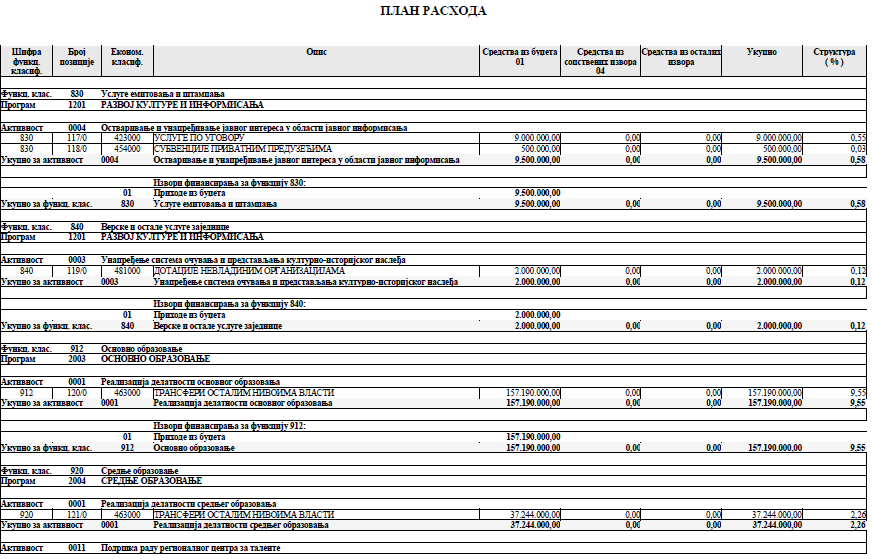 ПЛАН РАСХОДА
Шифра функц. класиф. Број позиције Економ. класиф. Опис Средства из буџета 01 Средства из сопствених извора 04 Средства из осталих извора Укупно Структура ( % )
Функц. клас. 830 Услуге емитовања и штампања
Програм 1201 РАЗВОЈ КУЛТУРЕ И ИНФОРМИСАЊА
Активност 0004 Остваривање и унапређивање јавног интереса у области јавног информисања
830 117/0 423000 УСЛУГЕ ПО УГОВОРУ 9.000.000,00 0,00 0,00 9.000.000,00 0,55
830 118/0 454000 СУБВЕНЦИЈЕ ПРИВАТНИМ ПРЕДУЗЕЋИМА 500.000,00 0,00 0,00 500.000,00 0,03
Укупно за активност 0004 Остваривање и унапређивање јавног интереса у области јавног информисања 9.500.000,00 0,00 0,00 9.500.000,00 0,58
Извори финансирања за функцију 830:
01 Приходе из буџета 9.500.000,00
Укупно за функц. клас. 830 Услуге емитовања и штампања 9.500.000,00 0,00 0,00 9.500.000,00 0,58
Функц. клас. 840 Верске и остале услуге заједнице
Програм 1201 РАЗВОЈ КУЛТУРЕ И ИНФОРМИСАЊА
Активност 0003 Унапређење система очувања и представљања културно-историјског наслеђа
840 119/0 481000 ДОТАЦИЈЕ НЕВЛАДИНИМ ОРГАНИЗАЦИЈАМА 2.000.000,00 0,00 0,00 2.000.000,00 0,12
Укупно за активност 0003 Унапређење система очувања и представљања културно-историјског наслеђа 2.000.000,00 0,00 0,00 2.000.000,00 0,12
Извори финансирања за функцију 840:
01 Приходе из буџета 2.000.000,00
Укупно за функц. клас. 840 Верске и остале услуге заједнице 2.000.000,00 0,00 0,00 2.000.000,00 0,12
Функц. клас. 912 Основно образовање
Програм 2003 ОСНОВНО ОБРАЗОВАЊЕ
Активност 0001 Реализација делатности основног образовања
912 120/0 463000 ТРАНСФЕРИ ОСТАЛИМ НИВОИМА ВЛАСТИ 157.190.000,00 0,00 0,00 157.190.000,00 9,55
Укупно за активност 0001 Реализација делатности основног образовања 157.190.000,00 0,00 0,00 157.190.000,00 9,55
Извори финансирања за функцију 912:
01 Приходе из буџета 157.190.000,00
Укупно за функц. клас. 912 Основно образовање 157.190.000,00 0,00 0,00 157.190.000,00 9,55
Функц. клас. 920 Средње образовање
Програм 2004 СРЕДЊЕ ОБРАЗОВАЊЕ
Активност 0001 Реализација делатности средњег образовања
920 121/0 463000 ТРАНСФЕРИ ОСТАЛИМ НИВОИМА ВЛАСТИ 37.244.000,00 0,00 0,00 37.244.000,00 2,26
Укупно за активност 0001 Реализација делатности средњег образовања 37.244.000,00 0,00 0,00 37.244.000,00 2,26
Активност 0011 Подршка раду регионалног центра за таленте